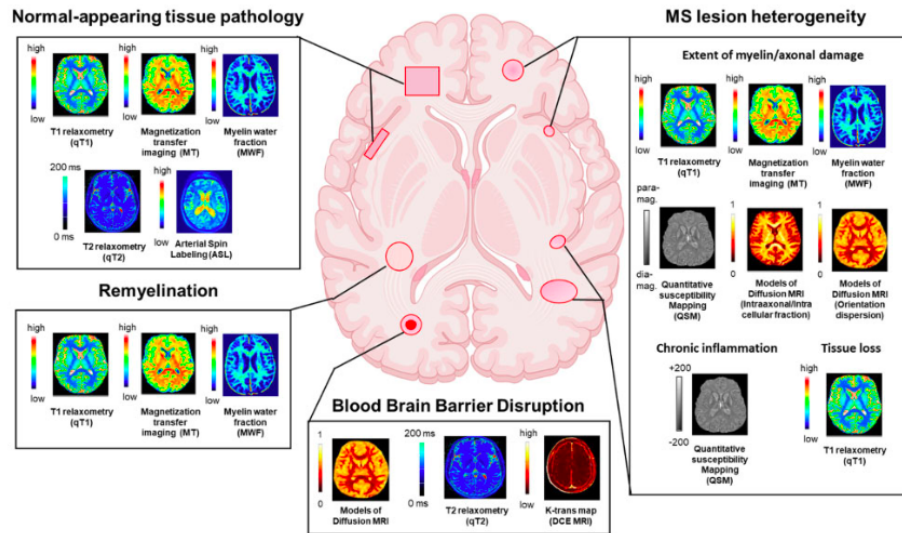 Normal-appearing tissue pathology
high
low
T1 relaxometry
(qT1)
high
low
Magnetization
transfer
imaging (MT)
high
low
Myelin water
fraction
(MWF)
200 ms
0 ms
T2 relaxometry
(qT2)
high
low
Arterial Spin
Labeling (ASL)
Remyelination
high
low
T1 relaxometry
(qT1)
high
low
Magnetization
transfer
imaging (MT)
high
low
Myelin water
fraction
(MWF)
Blood Brain Barrier Disruption
1
0
Models of
Diffusion MRI
200 ms
0 ms
T2 relaxometry
(qT2)
high
low
K-trans map
(DCE MRI)
MS lesion heterogeneity
Extent of myelin/axonal damage
high
low
T1 relaxometry
(qT1)
high
low
Magnetization
transfer
imaging (MT)
high
low
Myelin water
fraction
(MWF)
para-
mag.
dia-
mag.
Quantitative
susceptibility
Mapping
(QSM)
1
0
Models of
Diffusion MRI
(Intraaxonal/Intra
cellular fraction)
1
0
Models of
Diffusion MRI
(Orientation
dispersion)
Chronic inflammation
+200
-200
Quantitative
susceptibility
Mapping
(QSM)
Tissue loss
high
low
T1 relaxometry
(qT1)